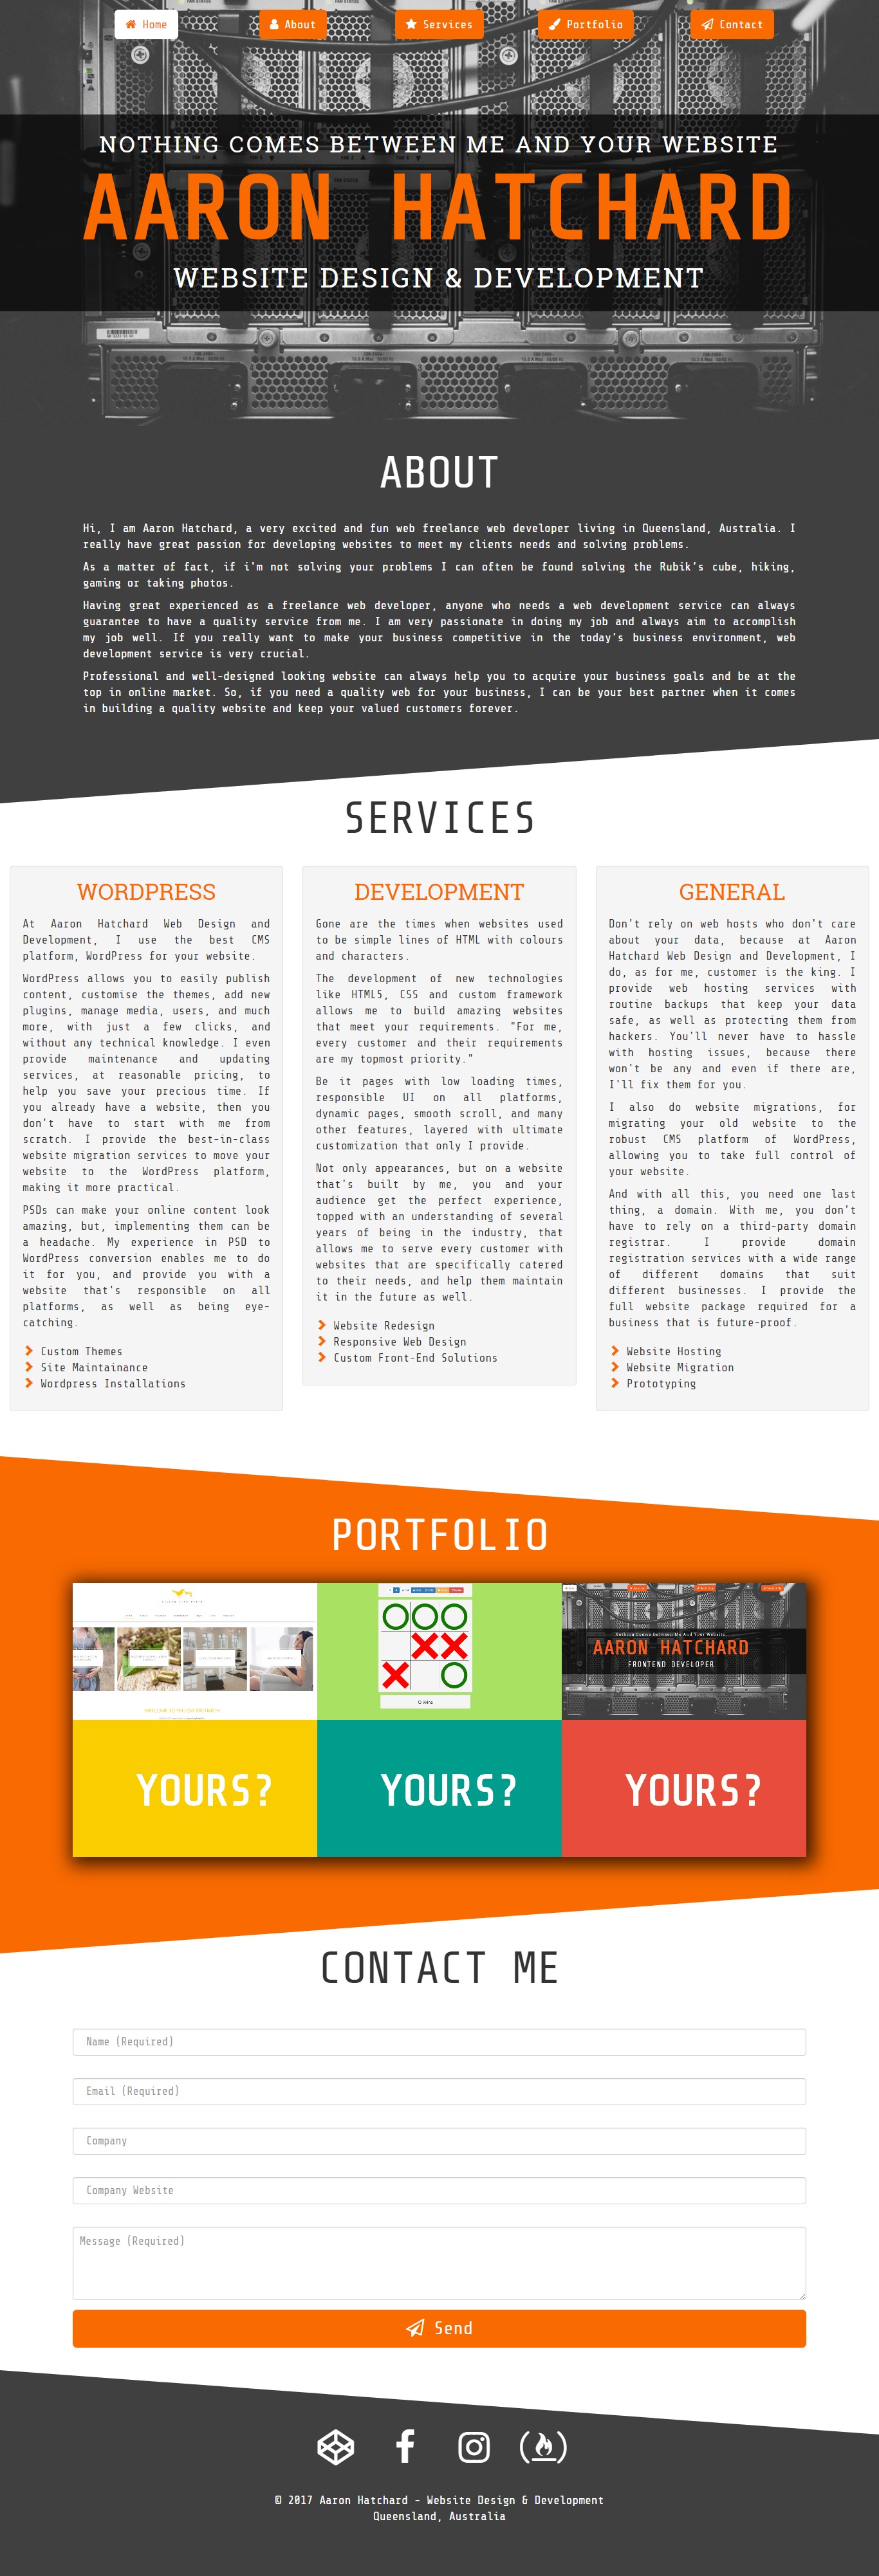 Home
About
Services
Portfolio
Contact
NOTHING COMES BETWEEN ME AND YOUR WEBSITE
AARON HATCHARD
WEBSITE DESIGN & DEVELOPMENT
ABOUT
Hi, I am Aaron Hatchard, a very excited and fun web freelance web developer living in Queensland, Australia. I
really have great passion for developing websites to meet my clients needs and solving problems.
As a matter of fact, if i'm not solving your problems I can often be found solving the Rubik's cube, hiking,
gaming or taking photos.
Having great experienced as a freelance web developer, anyone who needs a web development service can always
guarantee to have a quality service from me. I am very passionate in doing my job and always aim to accomplish
my job well. If you really want to make your business competitive in the today's business environment, web
development service is very crucial.
Professional and well-designed looking website can always help you to acquire your business goals and be at the
top in online market. So, if you need a quality web for your business, I can be your best partner when it comes
in building a quality website and keep your valued customers forever.
SERVICES
WORDPRESS
At Aaron Hatchard Web Design and
Development, I use the best CMS
platform, WordPress for your website.
WordPress allows you to easily publish
content, customise the themes, add new
plugins, manage media, users, and much
more, with just a few clicks, and
without any technical knowledge. I even
provide maintenance and updating
services, at reasonable pricing, to
help you save your precious time. If
you already have a website, then you
don't have to start with me from
scratch. I provide the best-in-class
website migration services to move your
website to the WordPress platform,
making it more practical.
PSDs can make your online content look
amazing, but, implementing them can be
a headache. My experience in PSD to
WordPress conversion enables me to do
it for you, and provide you with a
website that's responsible on all
platforms, as well as being eye-
catching.
Custom Themes
Site Maintainance
Wordpress Installations
DEVELOPMENT
Gone are the times when websites used
to be simple lines of HTML with colours
and characters.
The development of new technologies
like HTML5, CSS and custom framework
allows me to build amazing websites
that meet your requirements. "For me,
every customer and their requirements
are my topmost priority."
Be it pages with low loading times,
responsible UI on all platforms,
dynamic pages, smooth scroll, and many
other features, layered with ultimate
customization that only I provide.
Not only appearances, but on a website
that's built by me, you and your
audience get the perfect experience,
topped with an understanding of several
years of being in the industry, that
allows me to serve every customer with
websites that are specifically catered
to their needs, and help them maintain
it in the future as well.
Website Redesign
Responsive Web Design
Custom Front-End Solutions
GENERAL
Don't rely on web hosts who don't care
about your data, because at Aaron
Hatchard Web Design and Development, I
do, as for me, customer is the king. I
provide web hosting services with
routine backups that keep your data
safe, as well as protecting them from
hackers. You'll never have to hassle
with hosting issues, because there
won't be any and even if there are,
I'll fix them for you.
I also do website migrations, for
migrating your old website to the
robust CMS platform of WordPress,
allowing you to take full control of
your website.
And with all this, you need one last
thing, a domain. With me, you don't
have to rely on a third-party domain
registrar. I provide domain
registration services with a wide range
of different domains that suit
different businesses. I provide the
full website package required for a
business that is future-proof.
Website Hosting
Website Migration
Prototyping
PORTFOLIO
Nothing Comes Between Me And Your Website
AARON HATCHARD
FRONTEND DEVELOPER
YOURS?
YOURS?
YOURS?
CONTACT ME
Name (Required)
Email (Required)
Company
Company Website
Message (Required)
Send
© 2017 Aaron Hatchard - Website Design & Development
Queensland, Australia